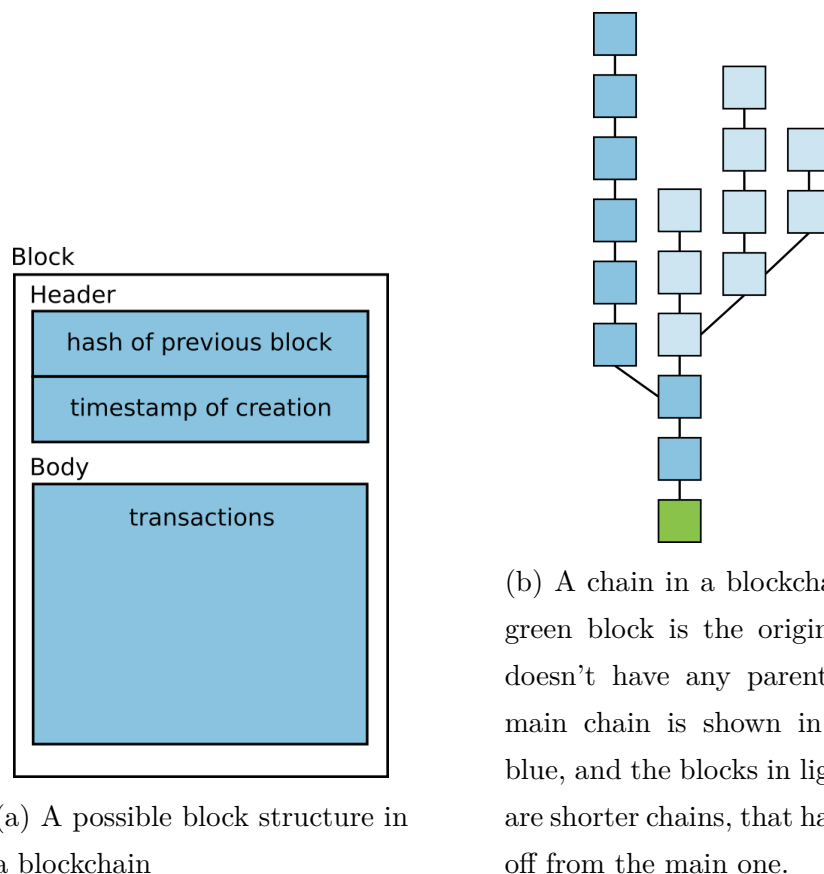 Block
Header
hash of previous block
timestamp of creation
Body
transactions
(a) A possible block structure in
a blockchain
(b) A chain in a blockcha
green block is the origin
doesn't have any parent
main chain is shown in
blue, and the blocks in lig
are shorter chains, that ha
off from the main one.